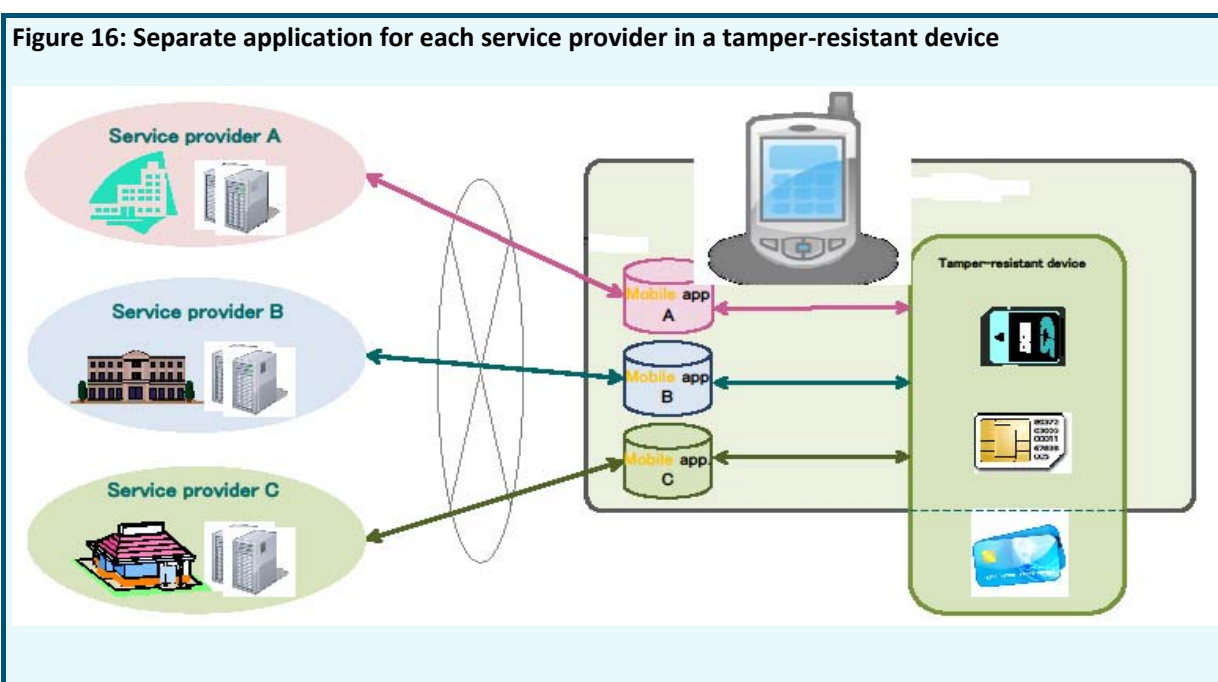 Figure 16: Separate application for each service provider in a tamper-resistant device
Service provider A
Service provider B
Service provider C
Mobile app
A
Mobile app
B
Mobile app.
C
Tamper-resistant device